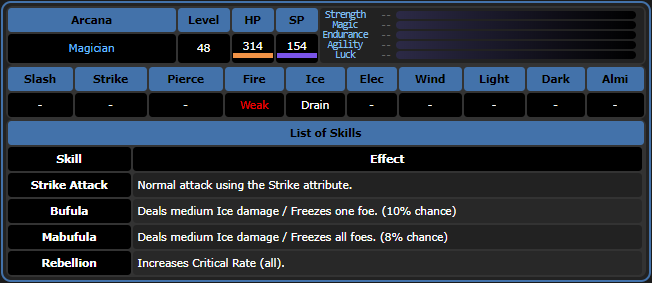 Arcana Level HP SP
Magician 48 314 154
Strength --
Magic --
Endurance --
Agility --
Luck --
Slash Strike Pierce Fire Ice Elec Wind Light Dark Almi
- - - Weak Drain - - - - -
List of Skills
Skill Effect
Strike Attack Normal attack using the Strike attribute.
Bufula Deals medium Ice damage / Freezes one foe. (10% chance)
Mabufula Deals medium Ice damage / Freezes all foes. (8% chance)
Rebellion Increases Critical Rate (all).